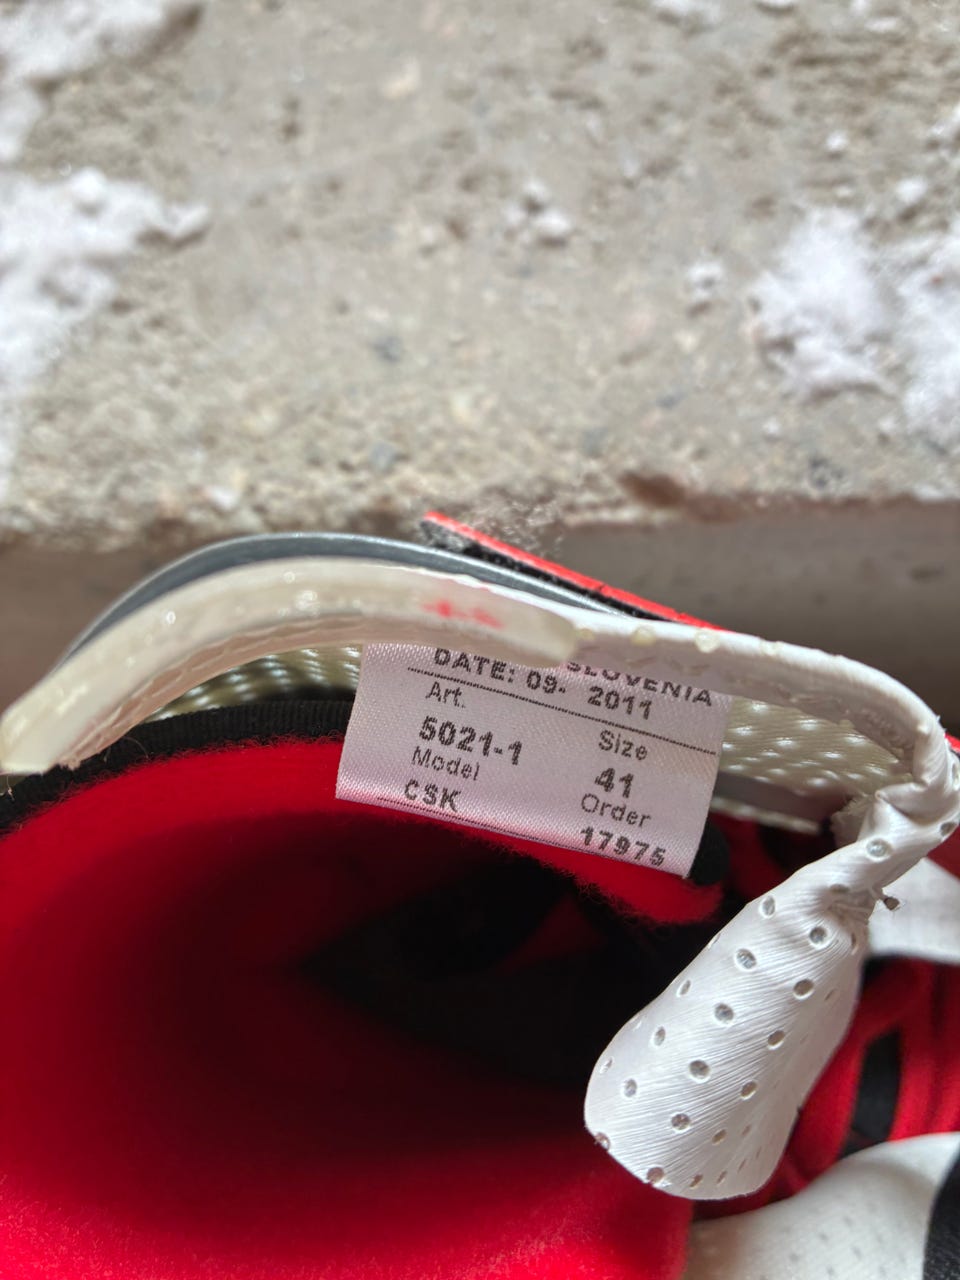 SLOVENIA
DATE: 09- 2011
Art.
Size
5021-1
41
Model
Order
CSK
17975